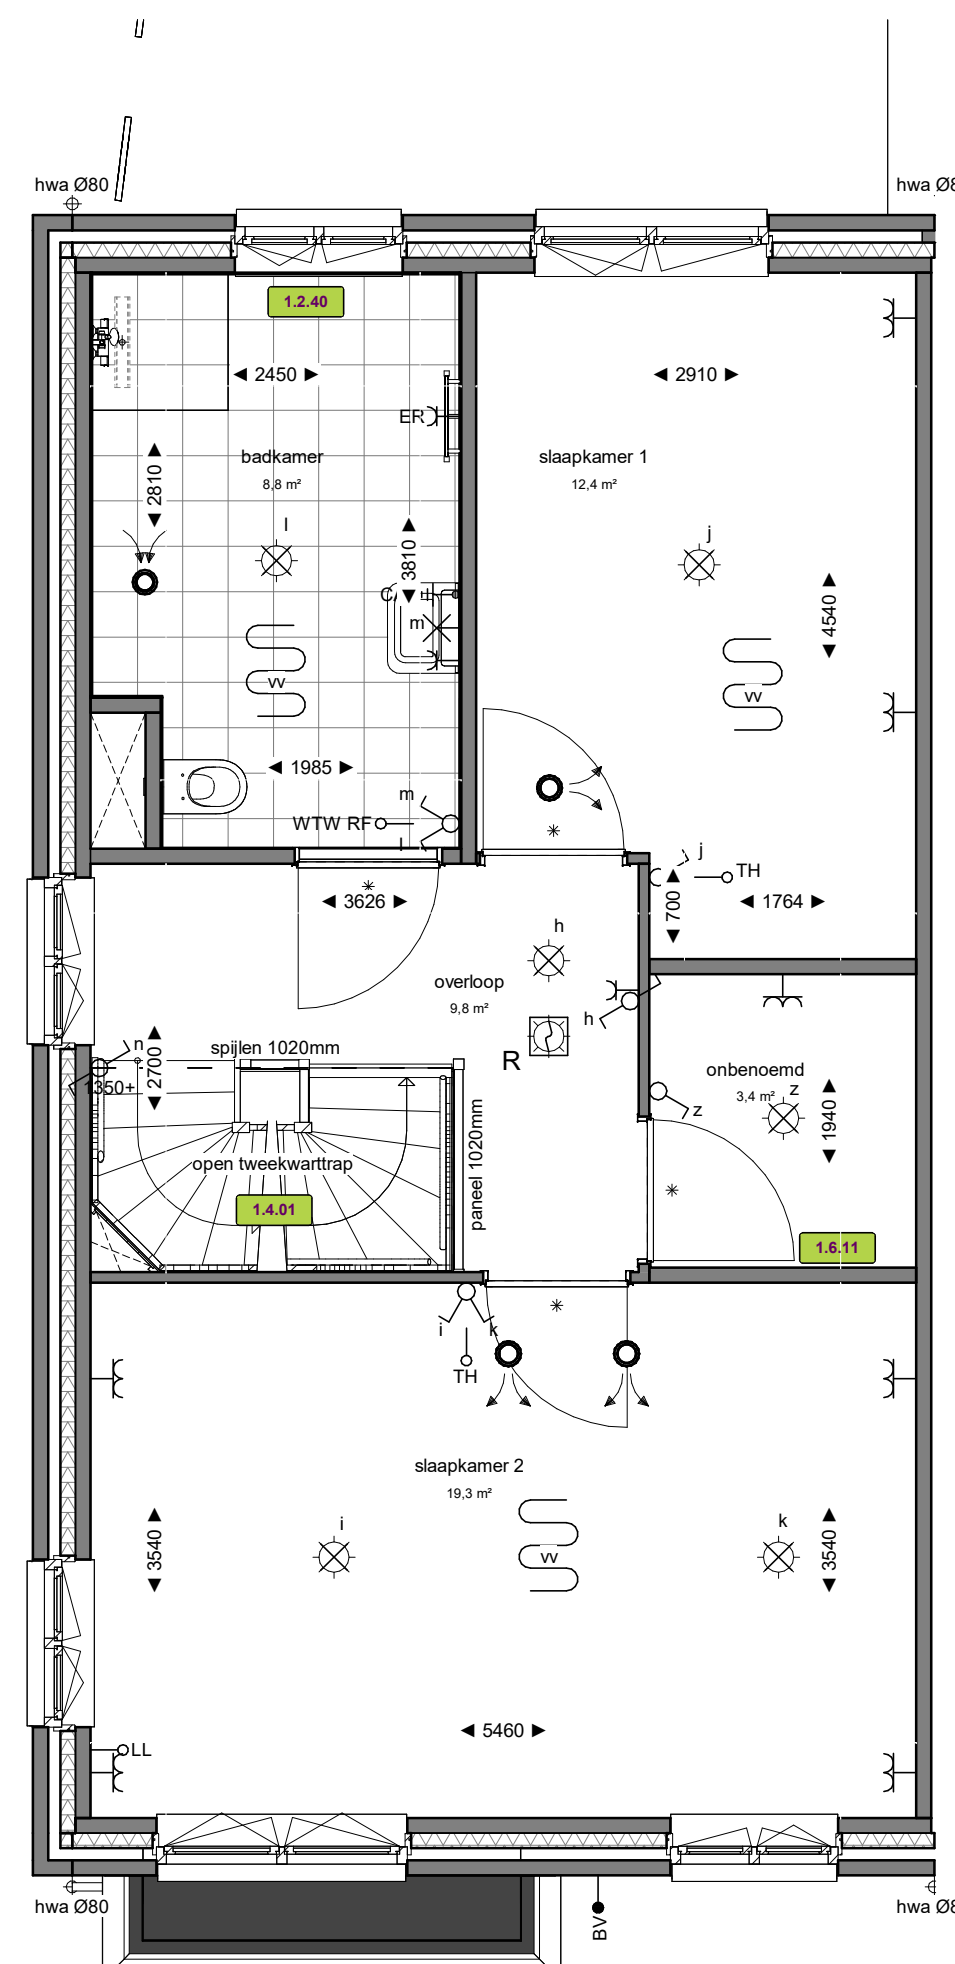 hwa Ø80
hwa Ø8
1.2.40
2450
2910
ER
badkamer
8,8 m²
slaapkamer 1
12,4 m²
2810
l
j
3810
4540
m
vv
vv
1985
m
WTW RF
l
j
TH
3626
700
1764
h
overloop
9,8 m²
h
n
spijlen 1020mm
R
2700
1350+
onbenoemd
3,4 m²
z
z
1940
paneel 1020mm
open tweekwarttrap
1.4.01
1.6.11
i
k
TH
slaapkamer 2
19,3 m²
i
k
3540
vv
3540
5460
LL
hwa Ø80
BV
hwa Ø8